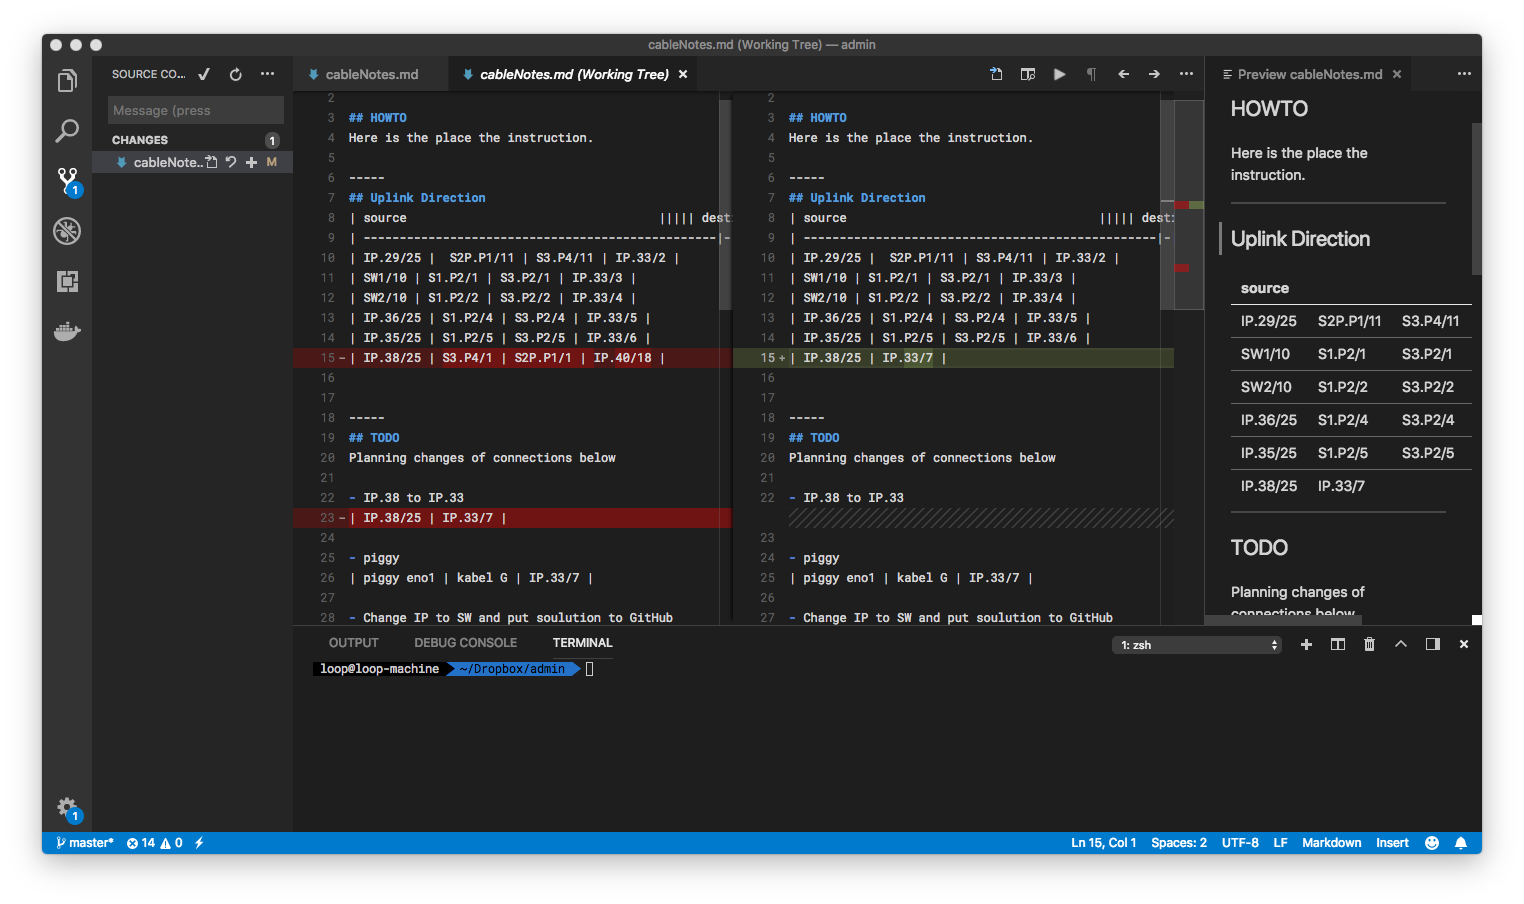 cableNotes.md (Working Tree) — admin
SOURCE CO...
Message (press
CHANGES 1
cableNote.. M
1
1
cableNotes.md
cableNotes.md (Working Tree)
2
3 ## HOWTO
4 Here is the place the instruction.
5
6 -----
7 ## Uplink Direction
8 | source ||||| dest
9 | -------------------------------------------------|-
10 | IP.29/25 |  S2P.P1/11 | S3.P4/11 | IP.33/2 |
11 | SW1/10 | S1.P2/1 | S3.P2/1 | IP.33/3 |
12 | SW2/10 | S1.P2/2 | S3.P2/2 | IP.33/4 |
13 | IP.36/25 | S1.P2/4 | S3.P2/4 | IP.33/5 |
14 | IP.35/25 | S1.P2/5 | S3.P2/5 | IP.33/6 |
15 - | IP.38/25 | S3.P4/1 | S2P.P1/1 | IP.40/18 |
16
17
18 -----
19 ## TODO
20 Planning changes of connections below
21
22 - IP.38 to IP.33
23 - | IP.38/25 | IP.33/7 |
24
25 - piggy
26 | piggy eno1 | kabel G | IP.33/7 |
27
28 - Change IP to SW and put soulution to GitHub
2
3 ## HOWTO
4 Here is the place the instruction.
5
6 -----
7 ## Uplink Direction
8 | source ||||| dest
9 | -------------------------------------------------|-
10 | IP.29/25 |  S2P.P1/11 | S3.P4/11 | IP.33/2 |
11 | SW1/10 | S1.P2/1 | S3.P2/1 | IP.33/3 |
12 | SW2/10 | S1.P2/2 | S3.P2/2 | IP.33/4 |
13 | IP.36/25 | S1.P2/4 | S3.P2/4 | IP.33/5 |
14 | IP.35/25 | S1.P2/5 | S3.P2/5 | IP.33/6 |
15 + | IP.38/25 | IP.33/7 |
16
17
18 -----
19 ## TODO
20 Planning changes of connections below
21
22 - IP.38 to IP.33
23
24 - piggy
25 | piggy eno1 | kabel G | IP.33/7 |
26
27 - Change IP to SW and put soulution to GitHub
Preview cableNotes.md
HOWTO
Here is the place the
instruction.
Uplink Direction
source
IP.29/25 S2P.P1/11 S3.P4/11
SW1/10 S1.P2/1 S3.P2/1
SW2/10 S1.P2/2 S3.P2/2
IP.36/25 S1.P2/4 S3.P2/4
IP.35/25 S1.P2/5 S3.P2/5
IP.38/25 IP.33/7
TODO
Planning changes of
connections below
OUTPUT DEBUG CONSOLE TERMINAL 1: zsh
loop@loop-machine ~/Dropbox/admin
master* 14 0 Ln 15, Col 1 Spaces: 2 UTF-8 LF Markdown Insert